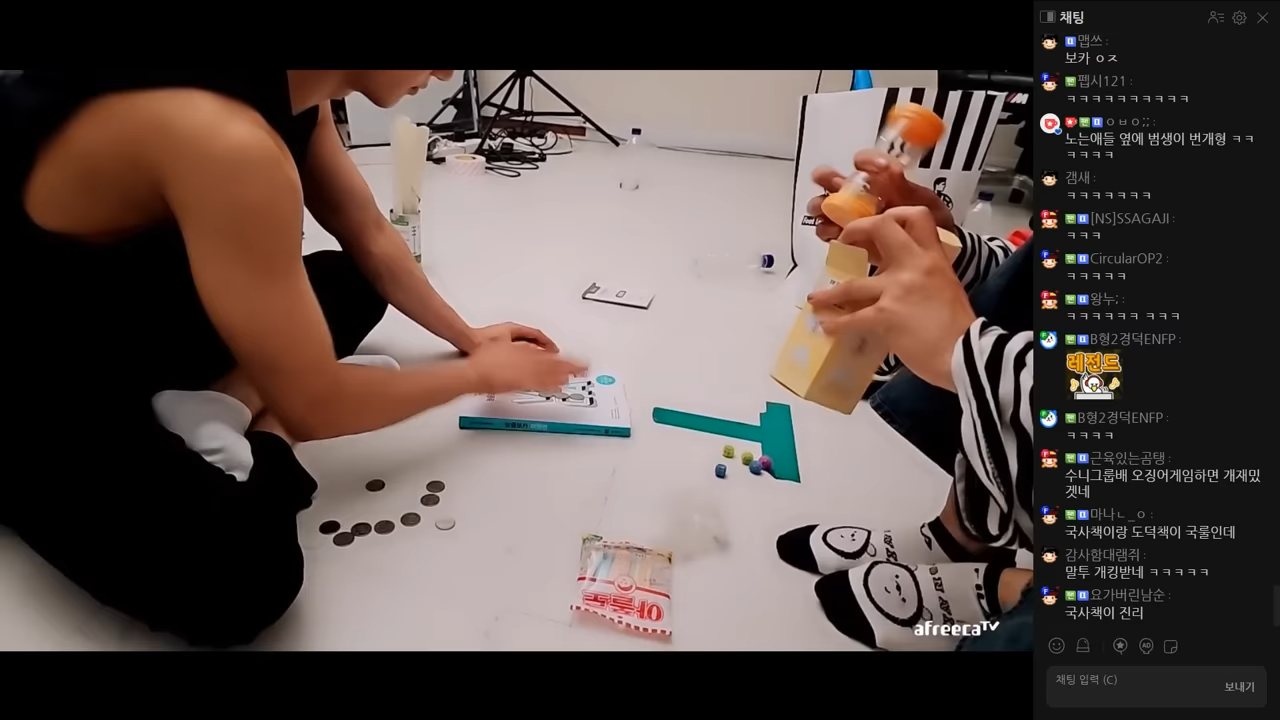 채팅
맵쓰 :
보카 ㅇㅈ
펩시121 :
ㅋㅋㅋㅋㅋㅋㅋㅋㅋㅋ
ㅇㅂㅇ;; :
노는애들 옆에 범생이 번개형 ㅋㅋ
ㅋㅋㅋㅋ
갬새 :
ㅋㅋㅋㅋㅋㅋㅋ
[NS]SSAGAJI :
ㅋㅋㅋ
CircularOP2 :
ㅋㅋㅋㅋㅋ
왕누; :
ㅋㅋㅋㅋㅋㅋ ㅋㅋㅋ
B형2경덕ENFP :
레전드
B형2경덕ENFP :
ㅋㅋㅋㅋ
근육있는곰탱 :
수니그룹배 오징어게임하면 개재밌
겟네
마나ㄴ_ㅇ :
국사책이랑 도덕책이 국룰인데
감사함대램쥐 :
말투 개킹받네 ㅋㅋㅋㅋㅋ
요가버린남순 :
국사책이 진리
채팅 입력 (C)
보내기
afreecaTV